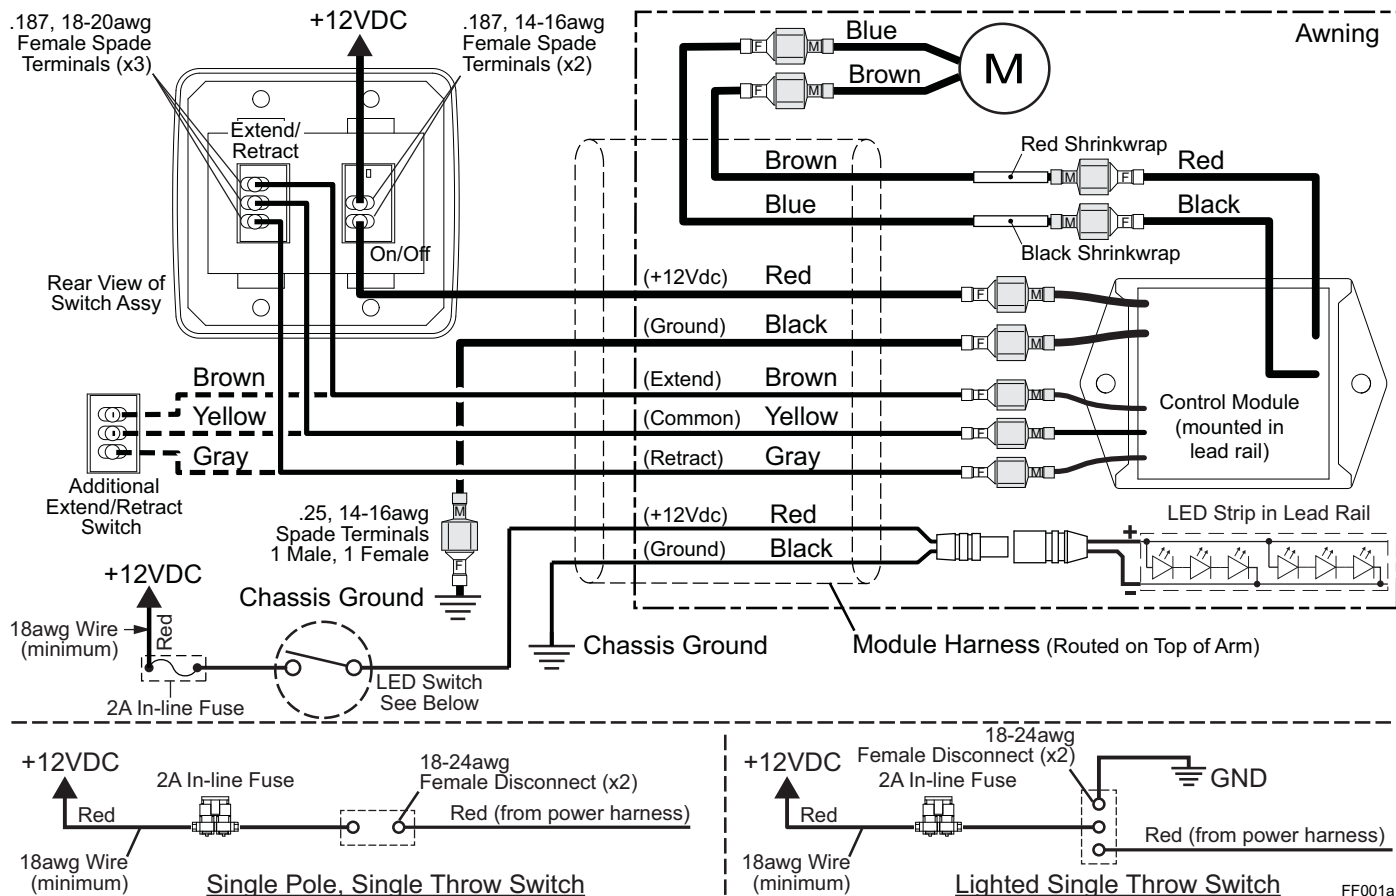 .187, 18-20awg
Female Spade
Terminals (x3)
+12VDC
.187, 14-16awg
Female Spade
Terminals (x2)
Extend/
Retract
On/Off
Rear View of
Switch Assy
Awning
F
M
Blue
F
M
Brown
M
Brown
Red Shrinkwrap
M
F
Red
Blue
Black Shrinkwrap
M
F
Black
(+12Vdc)
Red
F
M
(Ground)
Black
F
M
(Extend)
Brown
F
M
(Common)
Yellow
F
M
(Retract)
Gray
F
M
Control Module
(mounted in
lead rail)
Brown
Yellow
Gray
Additional
Extend/Retract
Switch
.25, 14-16awg
Spade Terminals
1 Male, 1 Female
M
F
Chassis Ground
(+12Vdc)
Red
(Ground)
Black
LED Strip in Lead Rail
+
-
+12VDC
18awg Wire
(minimum)
Red
2A In-line Fuse
LED Switch
See Below
Chassis Ground
Module Harness (Routed on Top of Arm)
+12VDC
Red
2A In-line Fuse
18-24awg
Female Disconnect (x2)
Red (from power harness)
18awg Wire
(minimum)
Single Pole, Single Throw Switch
+12VDC
Red
18-24awg
Female Disconnect (x2)
2A In-line Fuse
GND
Red (from power harness)
18awg Wire
(minimum)
Lighted Single Throw Switch
FF001a